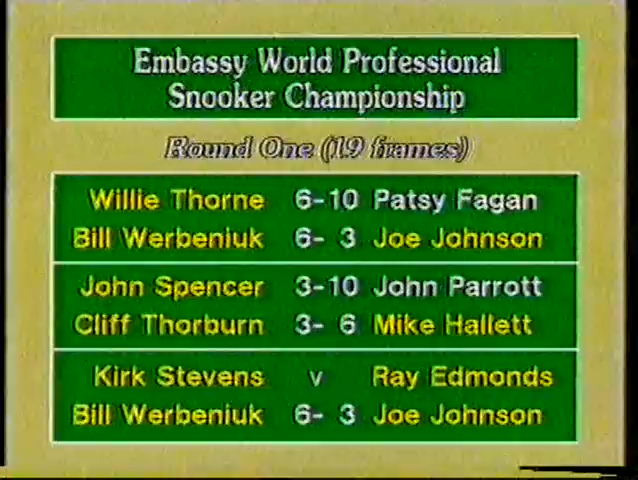 Embassy World Professional
Snooker Championship
Round One (19 frames)
Willie Thorne 6-10 Patsy Fagan
Bill Werbeniuk 6- 3 Joe Johnson
John Spencer 3-10 John Parrott
Cliff Thorburn 3- 6 Mike Hallett
Kirk Stevens v Ray Edmonds
Bill Werbeniuk 6- 3 Joe Johnson